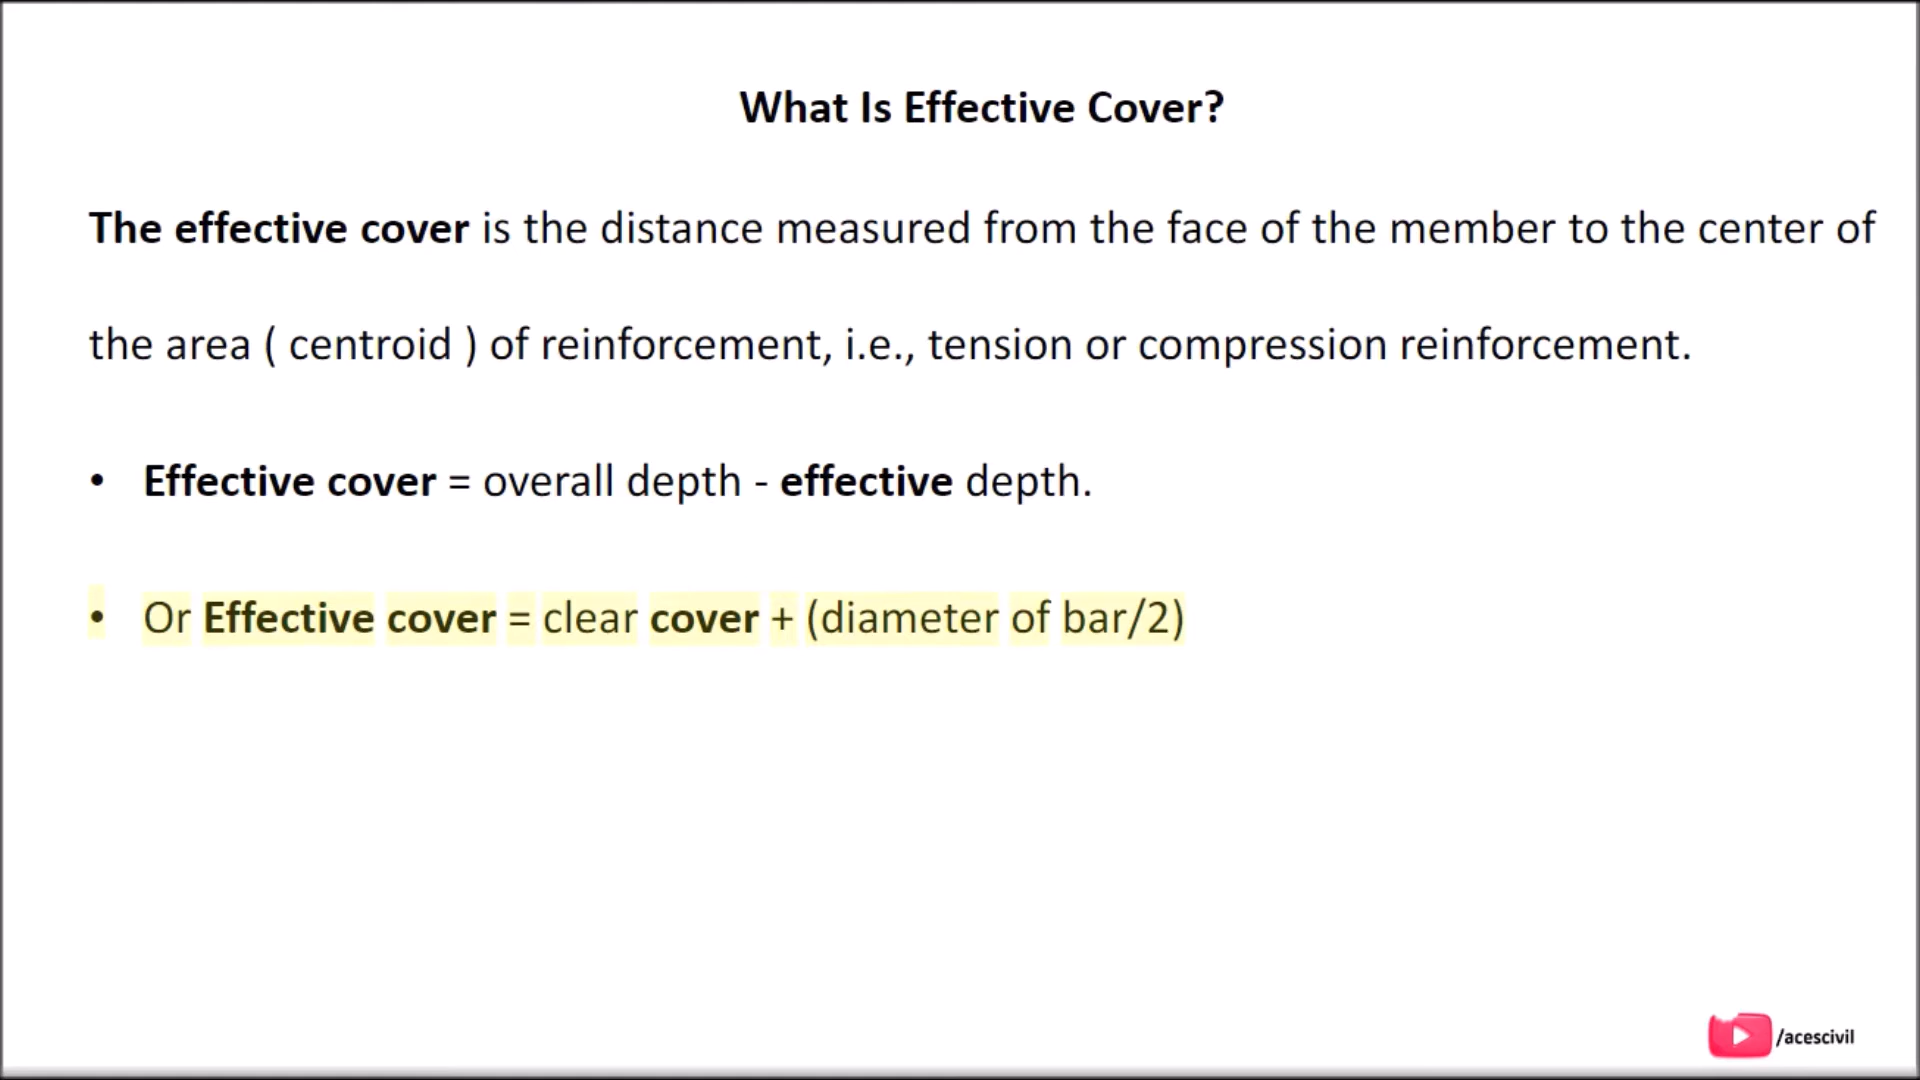 What Is Effective Cover?
The effective cover is the distance measured from the face of the member to the center of
the area ( centroid ) of reinforcement, i.e., tension or compression reinforcement.
• Effective cover = overall depth - effective depth.
• Or Effective cover = clear cover + (diameter of bar/2)
/acescivil